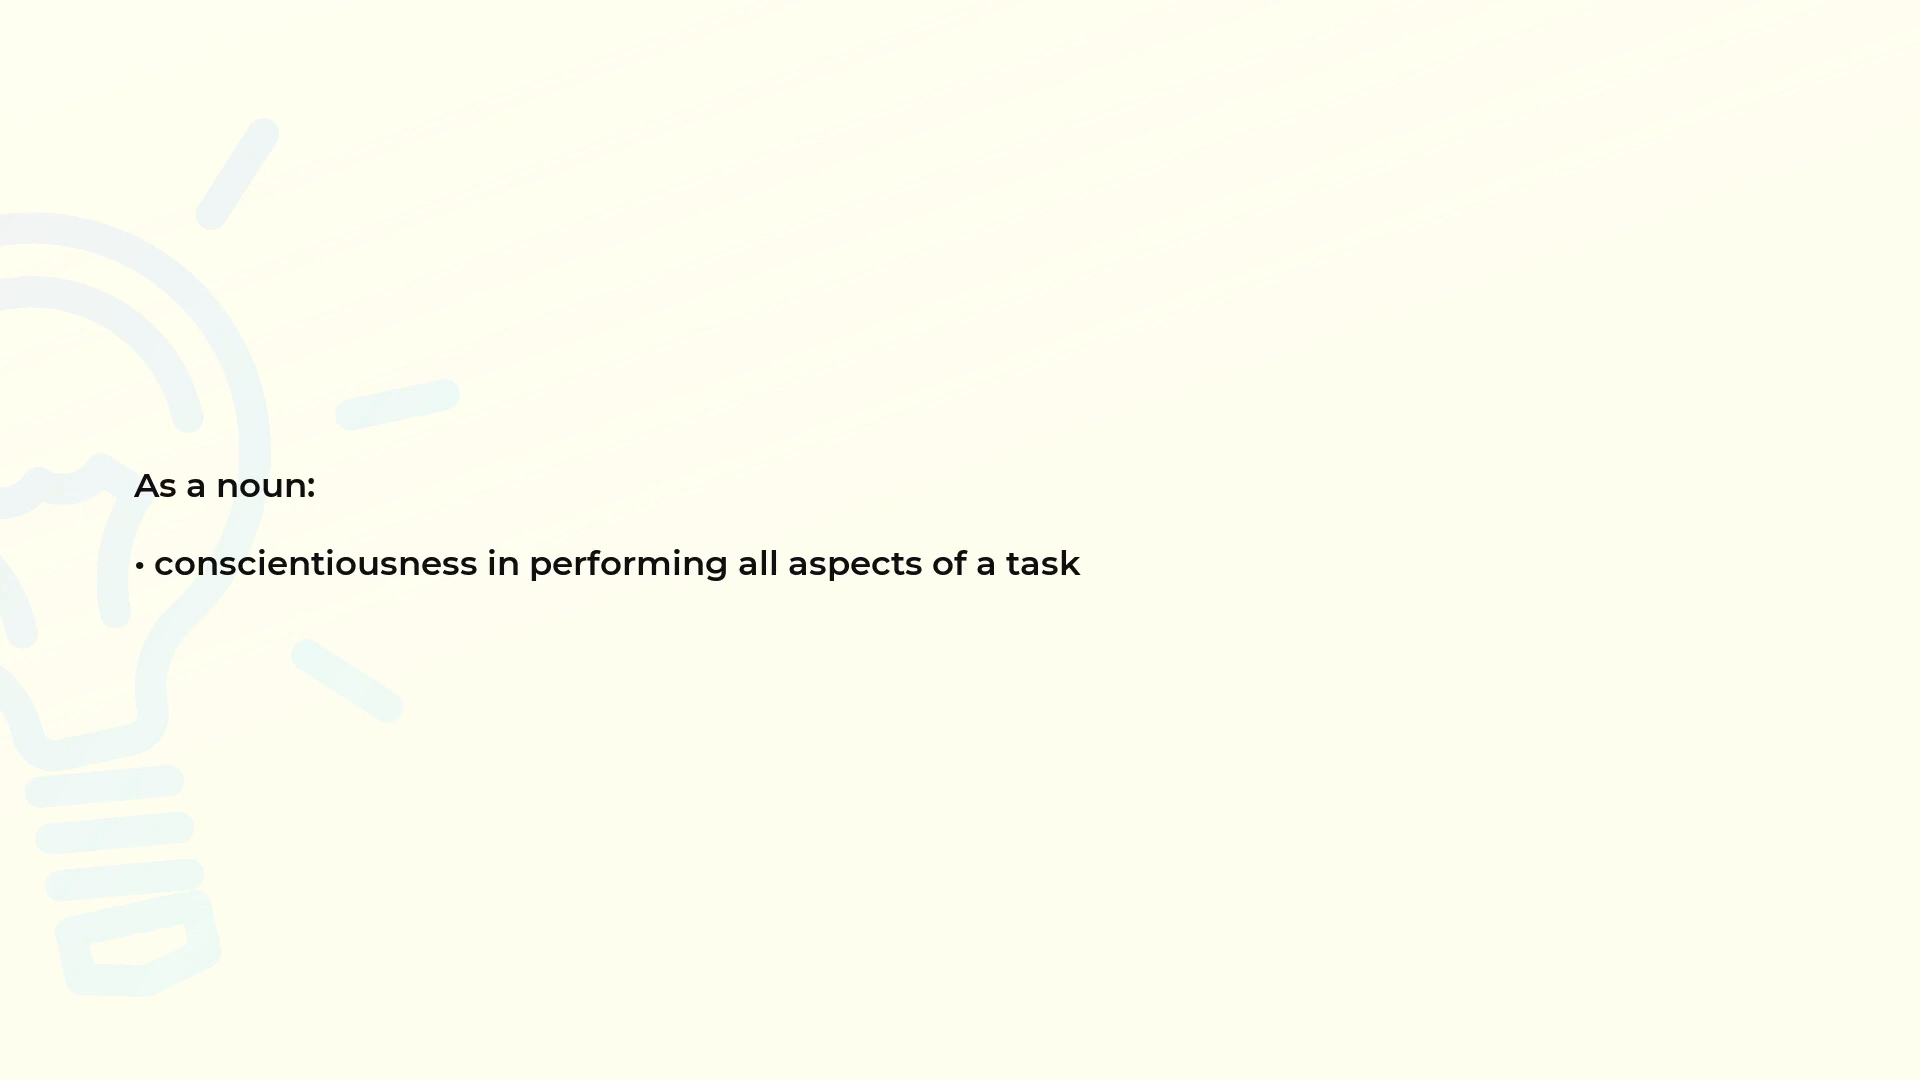 As a noun:
• conscientiousness in performing all aspects of a task